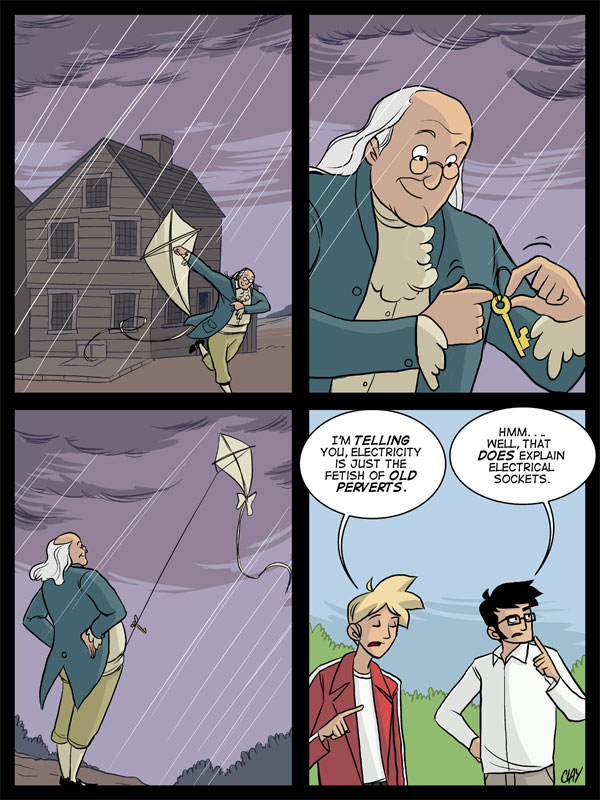 I'M TELLING
YOU, ELECTRICITY
IS JUST THE
FETISH OF OLD
PERVERTS.
HMM. . .
WELL, THAT
DOES EXPLAIN
ELECTRICAL
SOCKETS.
CLAY